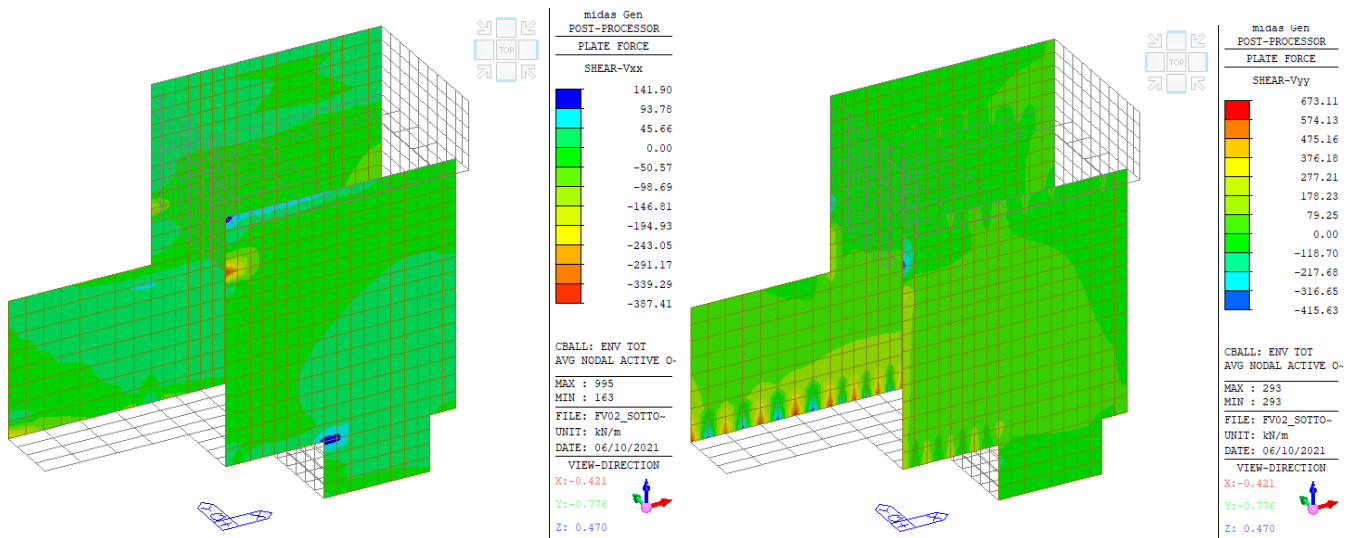 midas Gen
POST-PROCESSOR
PLATE FORCE
SHEAR-Vxx
141.90
93.78
45.66
0.00
-50.57
-98.69
-146.81
-194.93
-243.05
-291.17
-339.29
-387.41
CBALL: ENV TOT
AVG NODAL ACTIVE O~
MAX : 995
MIN : 163
FILE: FV02_SOTTO~
UNIT: kN/m
DATE: 06/10/2021
VIEW-DIRECTION
X:-0.421
Y:-0.776
Z: 0.470
TOP
midas Gen
POST-PROCESSOR
PLATE FORCE
SHEAR-Vyy
673.11
574.13
475.16
376.18
277.21
178.23
79.25
0.00
-118.70
-217.68
-316.65
-415.63
CBALL: ENV TOT
AVG NODAL ACTIVE O~
MAX : 293
MIN : 293
FILE: FV02_SOTTO~
UNIT: kN/m
DATE: 06/10/2021
VIEW-DIRECTION
X:-0.421
Y:-0.776
Z: 0.470
TOP